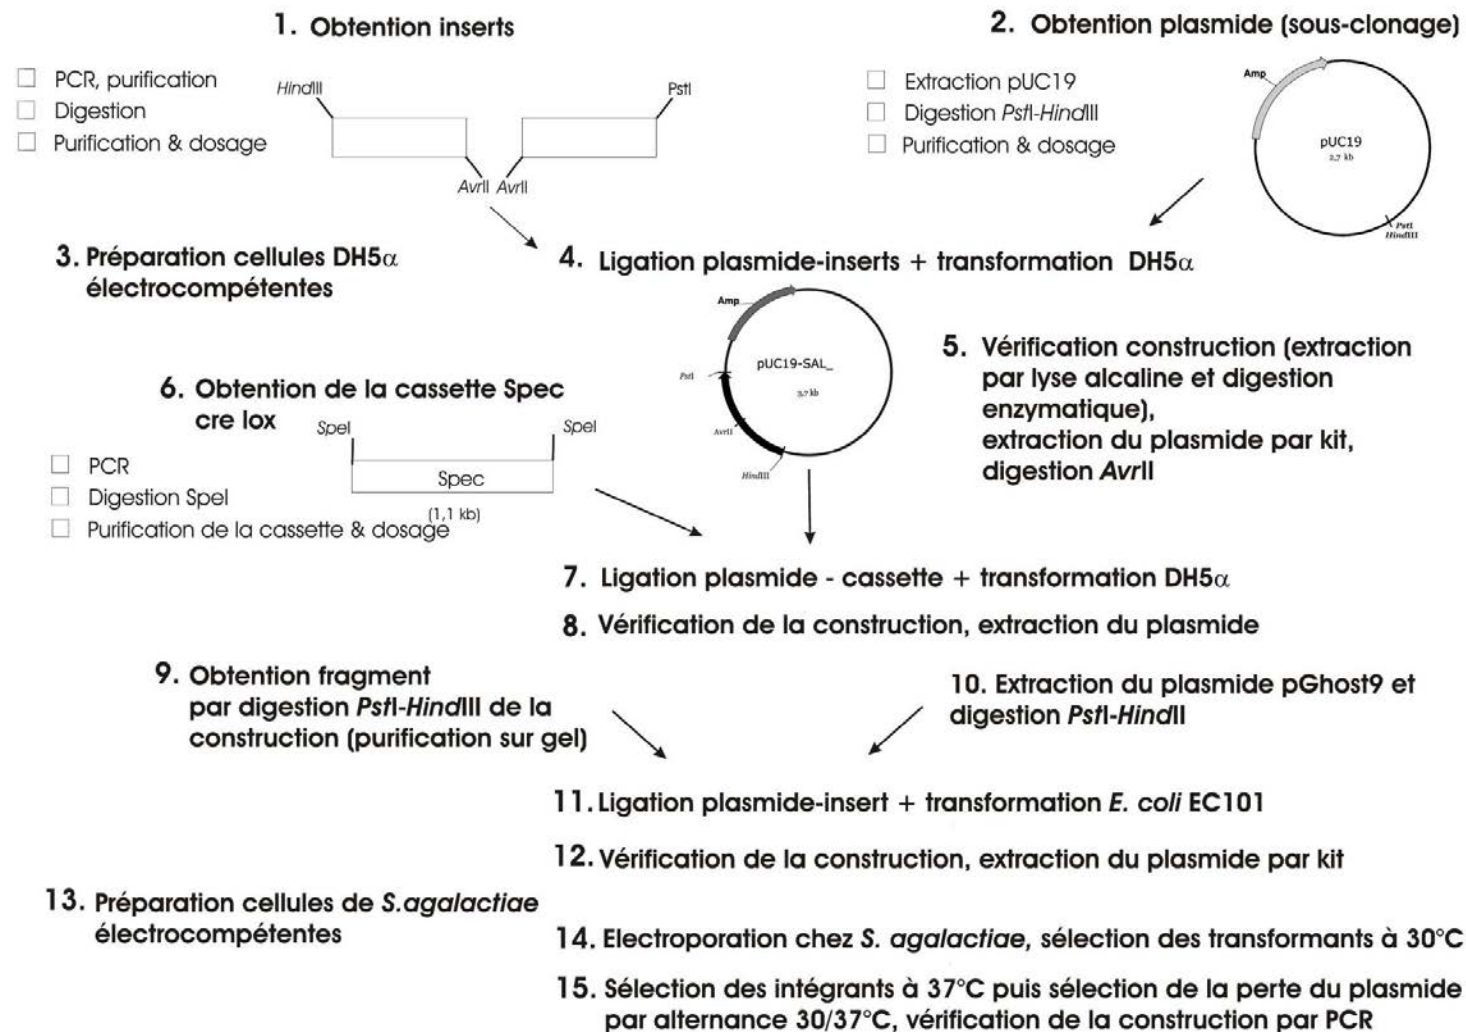 1. Obtention inserts
PCR, purification
Digestion
Purification & dosage
HindIII
PstI
AvrII AvrII
2. Obtention plasmide (sous-clonage)
Extraction pUC19
Digestion PstI-HindIII
Purification & dosage
Amp
pUC19
2,7 kb
PstI
HindIII
3. Préparation cellules DH5α
électrocompétentes
4. Ligation plasmide-inserts + transformation DH5α
Amp
pUC19-SAL_
3,7 kb
PstI
AvrII
HindIII
5. Vérification construction (extraction
par lyse alcaline et digestion
enzymatique),
extraction du plasmide par kit,
digestion AvrII
6. Obtention de la cassette Spec
cre lox
SpeI
SpeI
Spec
(1,1 kb)
PCR
Digestion SpeI
Purification de la cassette & dosage
7. Ligation plasmide - cassette + transformation DH5α
8. Vérification de la construction, extraction du plasmide
9. Obtention fragment
par digestion PstI-HindIII de la
construction (purification sur gel)
10. Extraction du plasmide pGhost9 et
digestion PstI-HindII
11. Ligation plasmide-insert + transformation E. coli EC101
12. Vérification de la construction, extraction du plasmide par kit
13. Préparation cellules de S.agalactiae
électrocompétentes
14. Electroporation chez S. agalactiae, sélection des transformants à 30°C
15. Sélection des intégrants à 37°C puis sélection de la perte du plasmide
par alternance 30/37°C, vérification de la construction par PCR